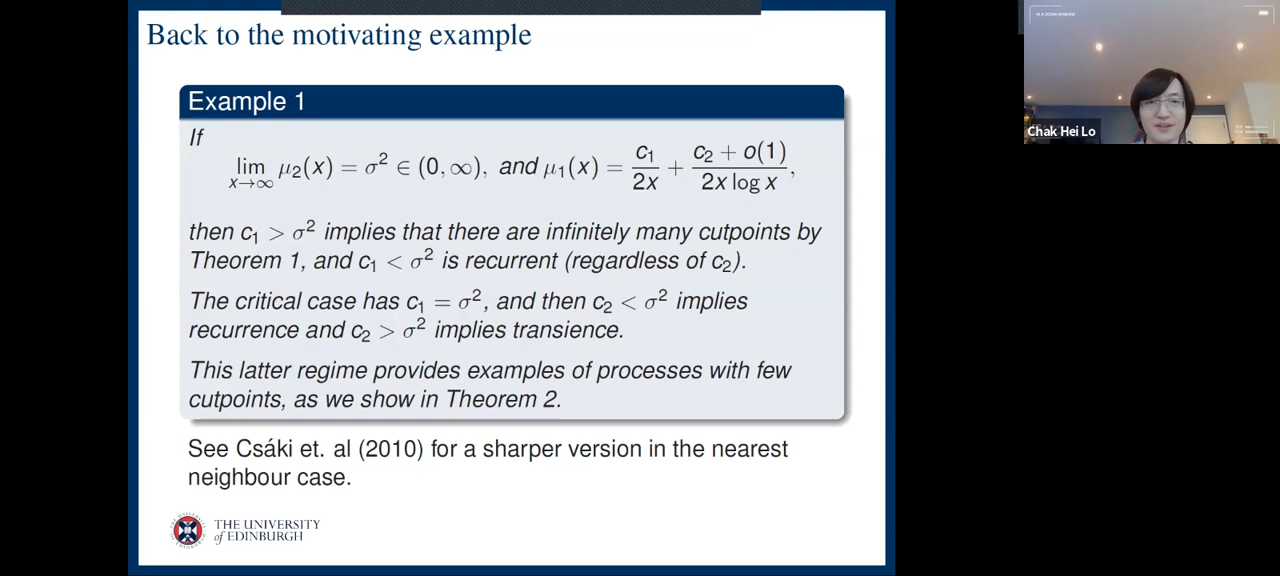 Back to the motivating example
Example 1
If
lim x→∞ μ₂(x) = σ² ∈ (0, ∞), and μ₁(x) = c₁/2x + c₂ + o(1)/2x log x,
then c₁ > σ² implies that there are infinitely many cutpoints by
Theorem 1, and c₁ < σ² is recurrent (regardless of c₂).
The critical case has c₁ = σ², and then c₂ < σ² implies
recurrence and c₂ > σ² implies transience.
This latter regime provides examples of processes with few
cutpoints, as we show in Theorem 2.
See Csáki et. al (2010) for a sharper version in the nearest
neighbour case.
THE UNIVERSITY
of EDINBURGH
Chak Hei Lo